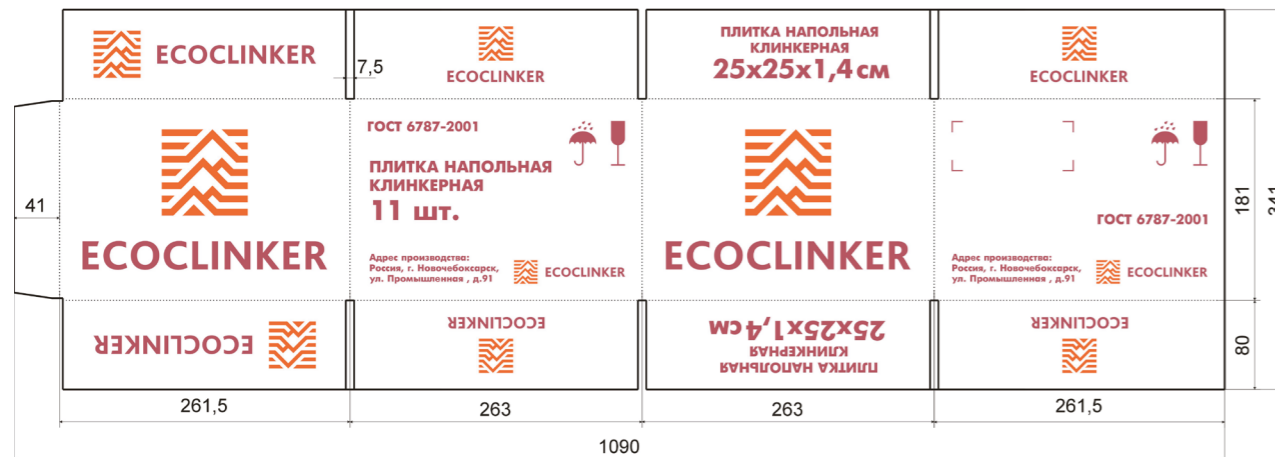 ECOCLINKER
ECOCLINKER
ПЛИТКА НАПОЛЬНАЯ
КЛИНКЕРНАЯ
25х25х1,4 см
ECOCLINKER
7,5
ГОСТ 6787-2001
ПЛИТКА НАПОЛЬНАЯ
КЛИНКЕРНАЯ
11 шт.
41
181
ГОСТ 6787-2001
ECOCLINKER
ECOCLINKER
Адрес производства:
Россия, г. Новочебоксарск,
ул. Промышленная , д.91
ECOCLINKER
Адрес производства:
Россия, г. Новочебоксарск,
ул. Промышленная , д.91
ECOCLINKER
ECOCLINKER
ECOCLINKER
ПЛИТКА НАПОЛЬНАЯ
КЛИНКЕРНАЯ
25х25х1,4 см
ECOCLINKER
80
261,5
263
263
261,5
1090